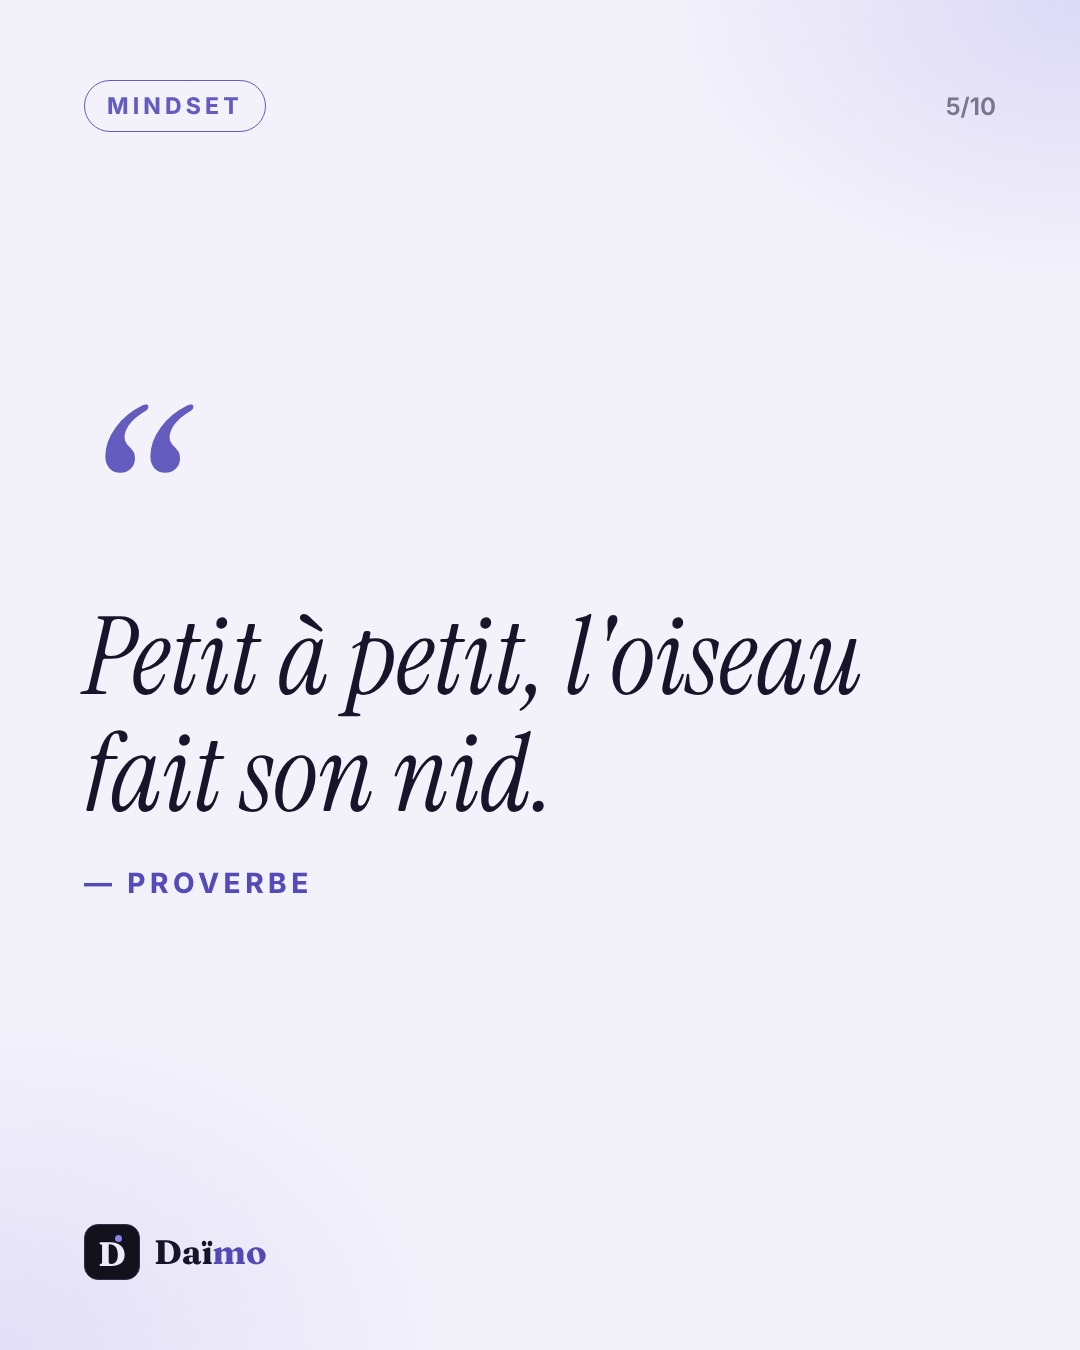 MINDSET
5/10
“
Petit à petit, l'oiseau
fait son nid.
— PROVERBE
D
Daïmo